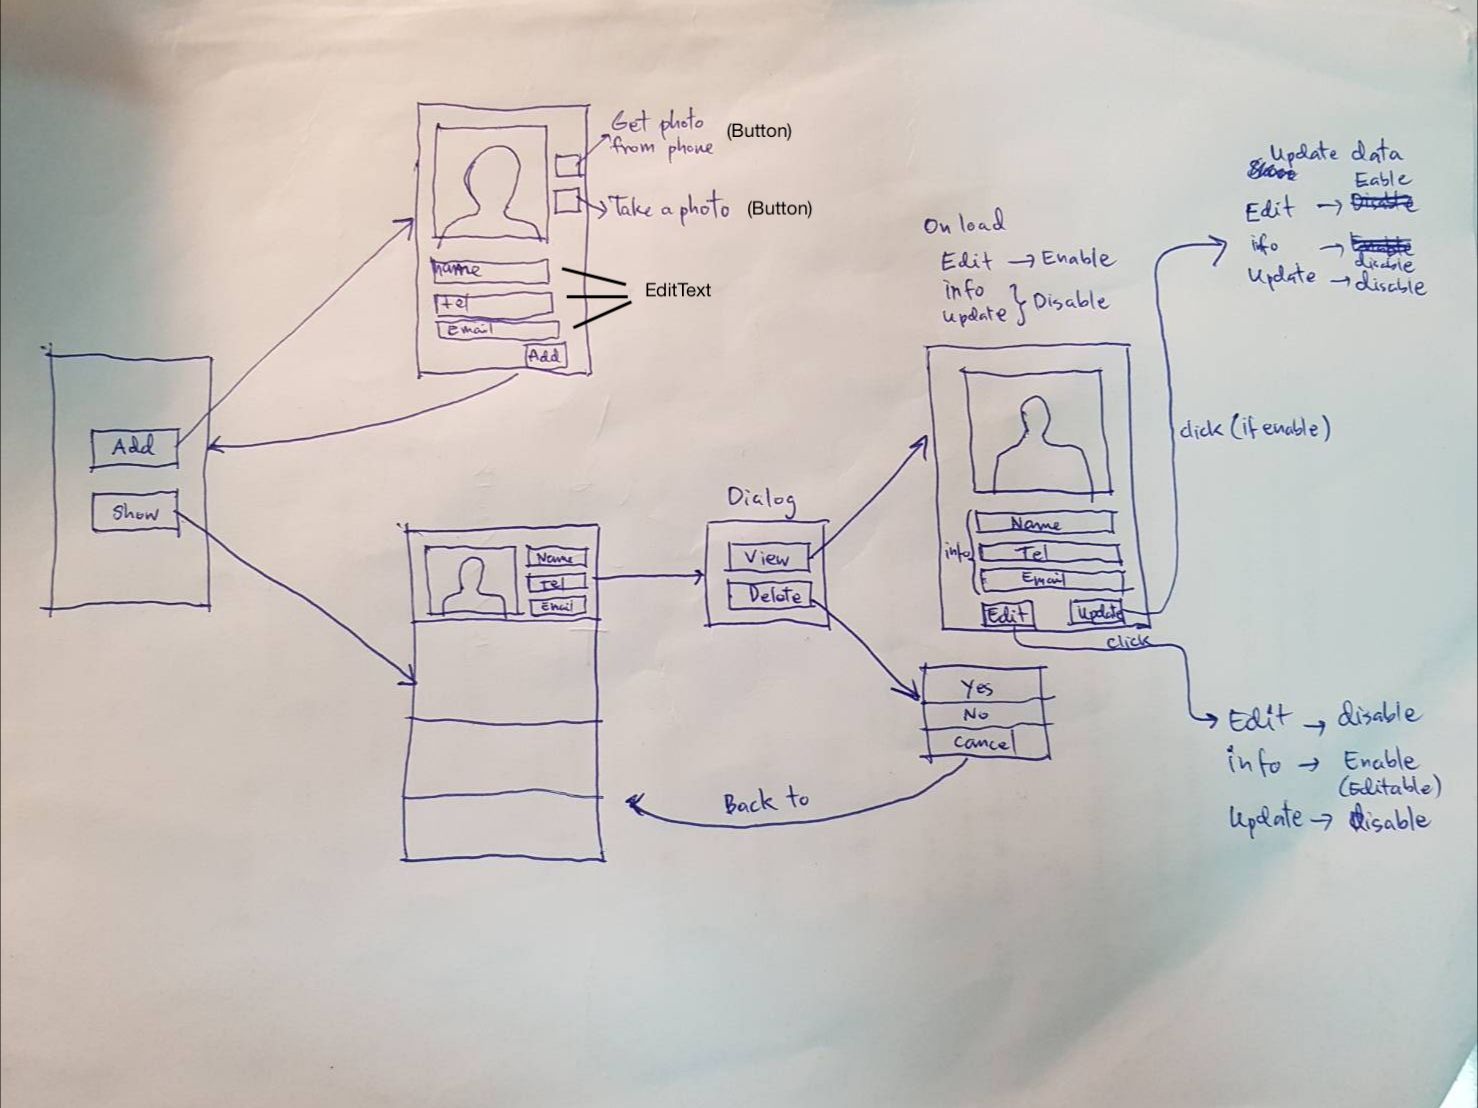 Get photo (Button)
from phone
Take a photo (Button)
name
tel
Email
Add
EditText
Add
Show
Name
Tel
Email
Dialog
View
Delete
Yes
No
Cancel
Back to
On load
Edit → Enable
info
update } Disable
Name
info
Tel
Email
Edit
Update
click
click (if enable)
Update data
Eable
Edit →
info →
disable
Update → disable
Edit → disable
info → Enable
(Editable)
Update → disable